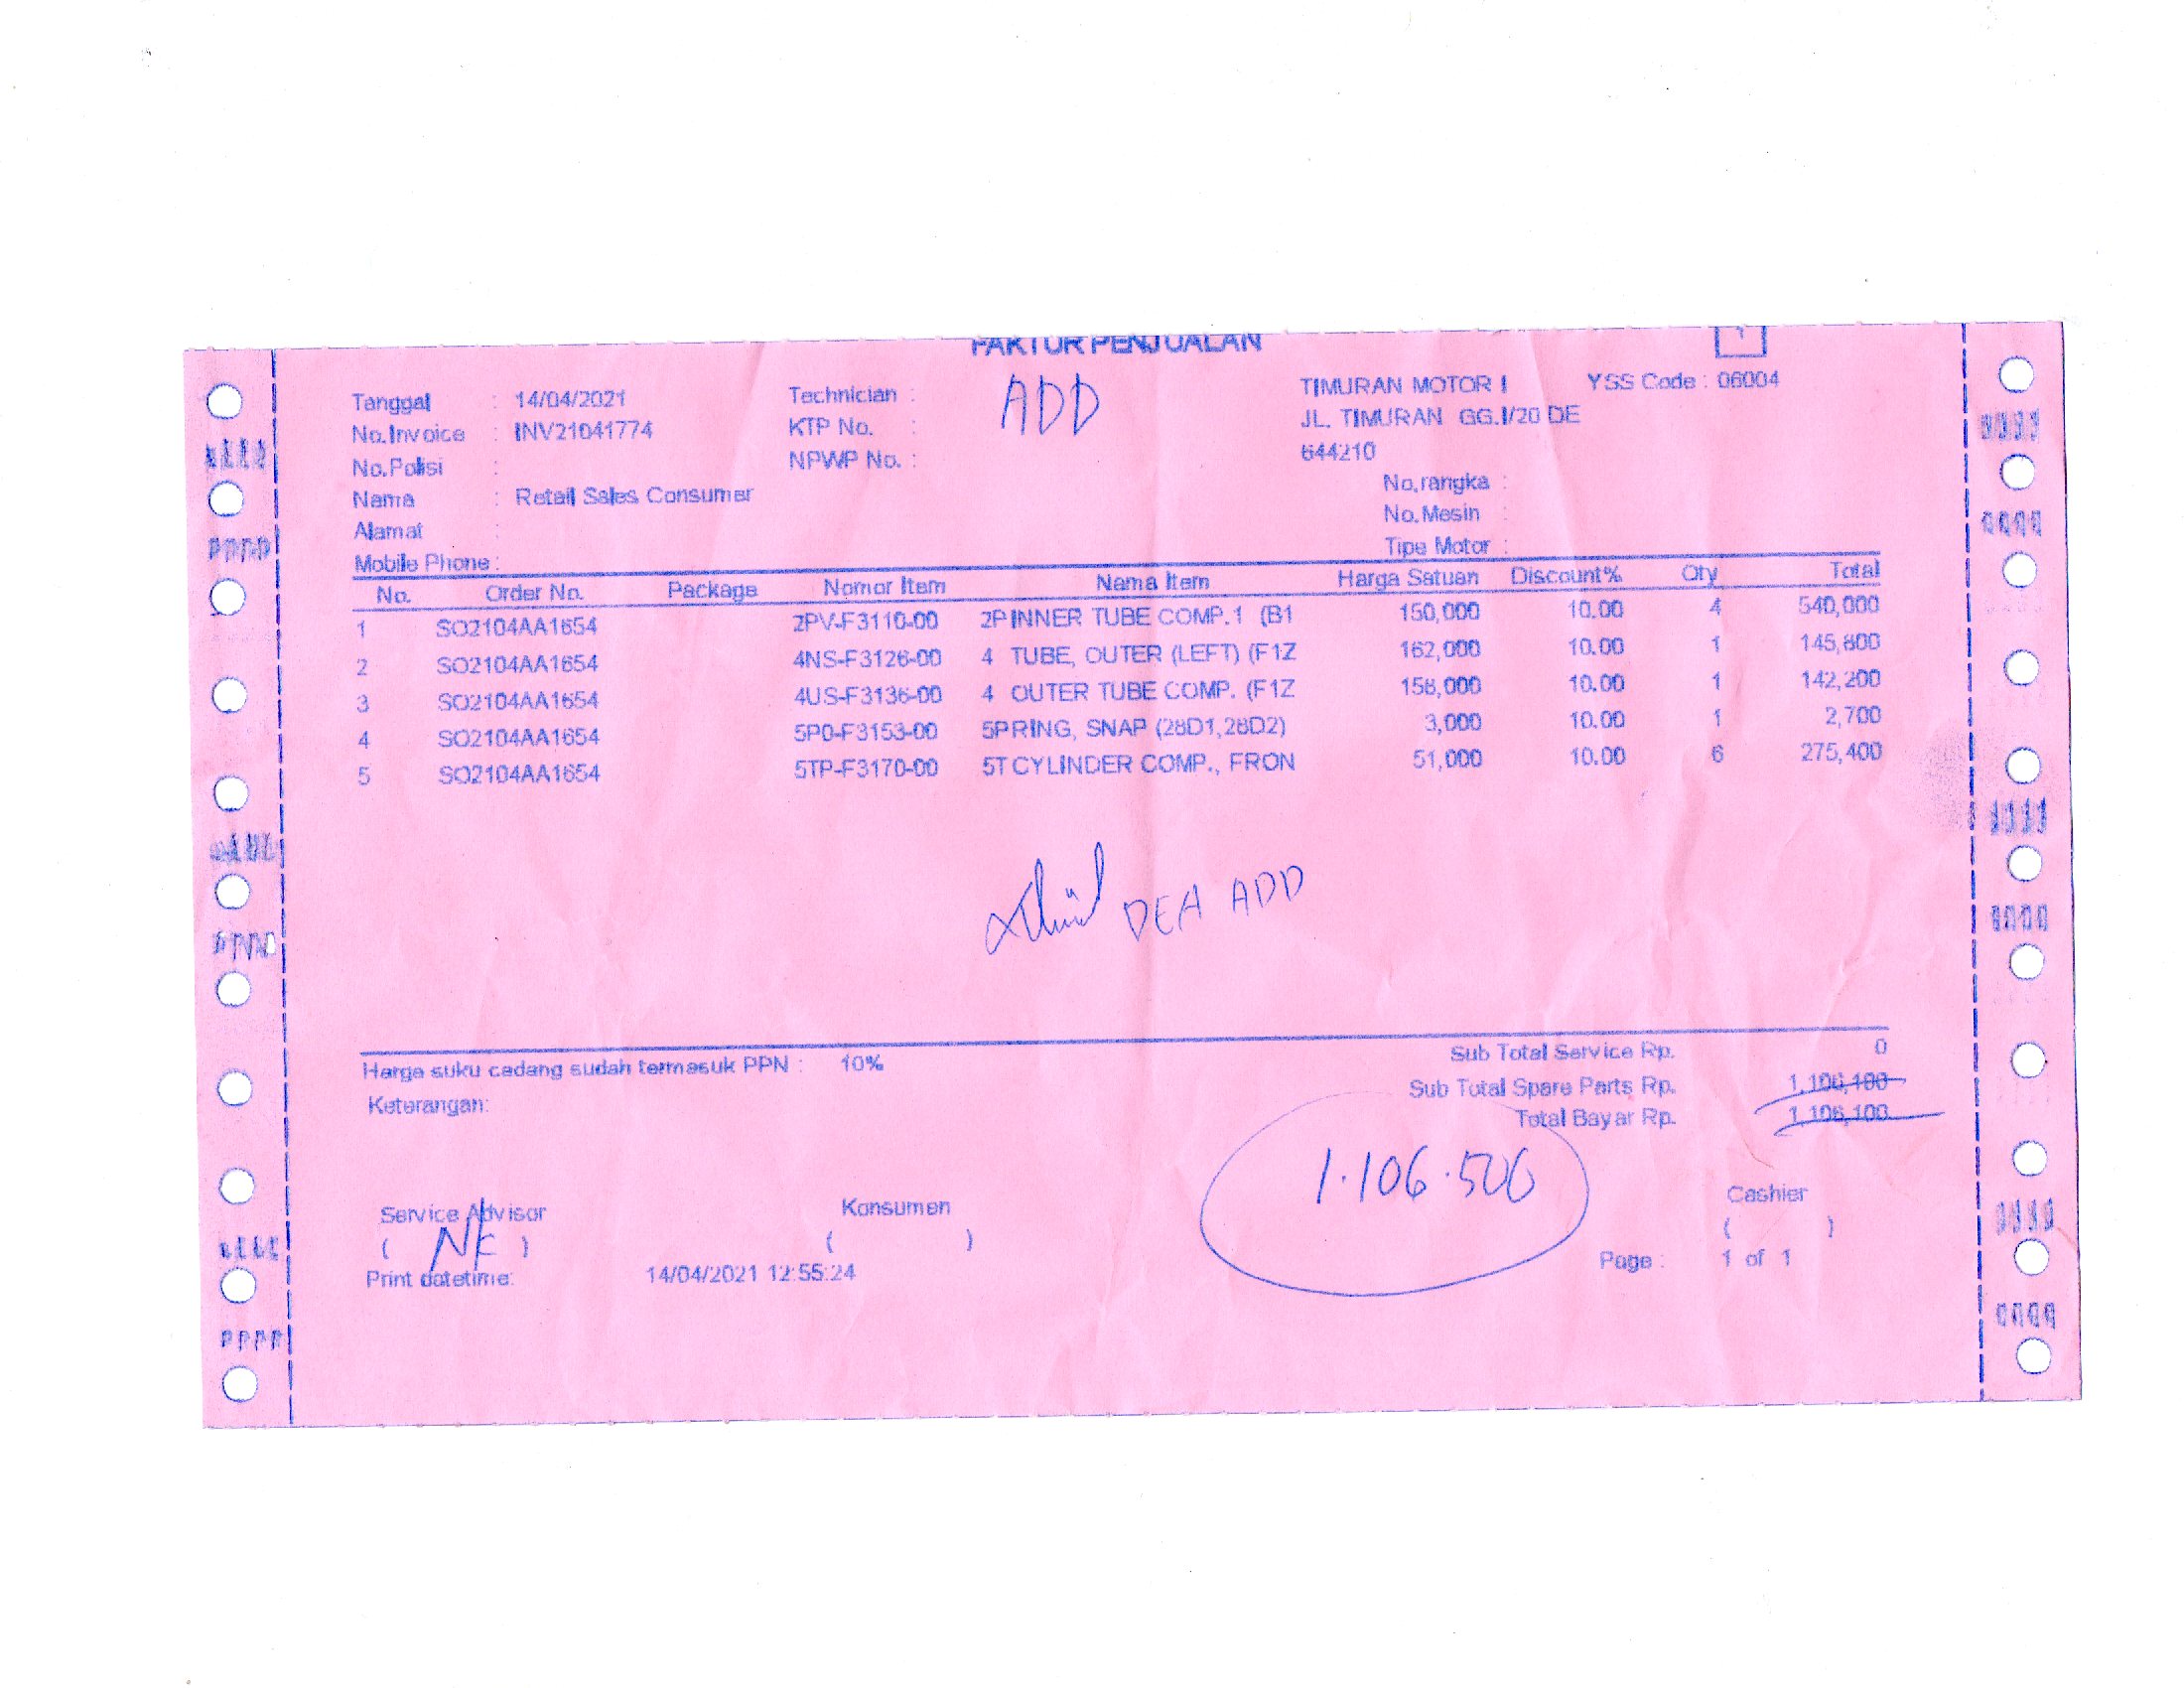 FAKTUR PENJUALAN
1
Tanggal : 14/04/2021
No.Invoice : INV21041774
No.Polisi :
Nama : Retail Sales Consumer
Alamat :
Mobile Phone :
Technician :
KTP No. :
NPWP No. :
ADD
TIMURAN MOTOR I YSS Code : 06004
JL. TIMURAN GG.I/20 DE
644210
No.rangka :
No.Mesin :
Tipe Motor :
No. Order No. Package Nomor Item Nama Item Harga Satuan Discount% Qty Total
1 SO2104AA1654 2PV-F3110-00 2PINNER TUBE COMP.1 (B1 150,000 10.00 4 540,000
2 SO2104AA1654 4NS-F3126-00 4 TUBE, OUTER (LEFT) (F1Z 162,000 10.00 1 145,800
3 SO2104AA1654 4US-F3136-00 4 OUTER TUBE COMP. (F1Z 158,000 10.00 1 142,200
4 SO2104AA1654 5P0-F3153-00 5PRING, SNAP (28D1,28D2) 3,000 10.00 1 2,700
5 SO2104AA1654 5TP-F3170-00 5TCYLINDER COMP., FRON 51,000 10.00 6 275,400
DEA ADD
Harga suku cadang sudah termasuk PPN : 10%
Keterangan:
Sub Total Service Rp. 0
Sub Total Spare Parts Rp. 1,106,100
Total Bayar Rp. 1,106,100
1.106.500
Service Advisor
( )
Konsumen
( )
Cashier
( )
Print datetime: 14/04/2021 12:55:24
Page : 1 of 1